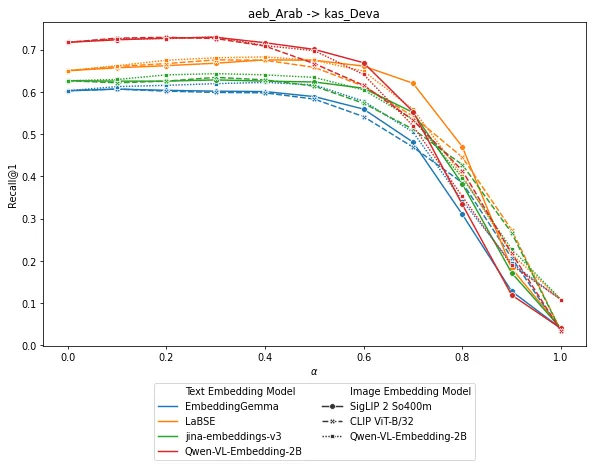 aeb_Arab -> kas_Deva
Recall@1
0.7
0.6
0.5
0.4
0.3
0.2
0.1
0.0
0.0 0.2 0.4 0.6 0.8 1.0
α
Text Embedding Model
EmbeddingGemma
LaBSE
jina-embeddings-v3
Qwen-VL-Embedding-2B
Image Embedding Model
SigLIP 2 So400m
CLIP ViT-B/32
Qwen-VL-Embedding-2B